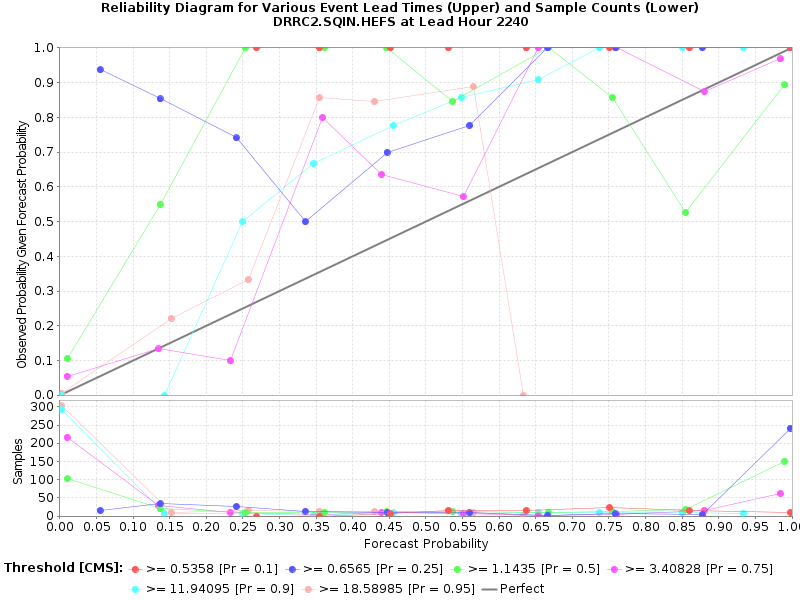 Reliability Diagram for Various Event Lead Times (Upper) and Sample Counts (Lower)
DRRC2.SQIN.HEFS at Lead Hour 2240
Observed Probability Given Forecast Probability
1.0
0.9
0.8
0.7
0.6
0.5
0.4
0.3
0.2
0.1
0.0
Samples
300
250
200
150
100
50
0
0.00 0.05 0.10 0.15 0.20 0.25 0.30 0.35 0.40 0.45 0.50 0.55 0.60 0.65 0.70 0.75 0.80 0.85 0.90 0.95 1.00
Forecast Probability
Threshold [CMS]: >= 0.5358 [Pr = 0.1] >= 0.6565 [Pr = 0.25] >= 1.1435 [Pr = 0.5] >= 3.40828 [Pr = 0.75]
>= 11.94095 [Pr = 0.9] >= 18.58985 [Pr = 0.95] Perfect